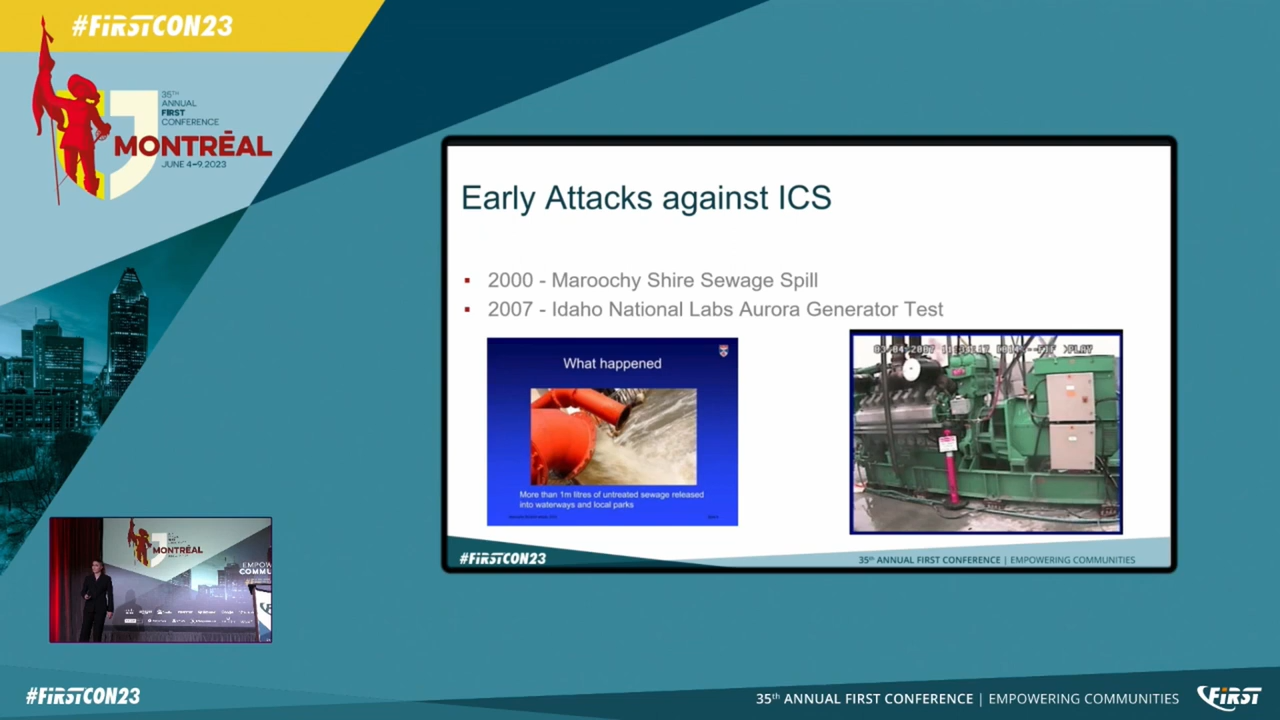 #FiRSTCON23
35TH
ANNUAL
FIRST
CONFERENCE
MONTRĒAL
JUNE 4-9, 2023
Early Attacks against ICS
▪ 2000 - Maroochy Shire Sewage Spill
▪ 2007 - Idaho National Labs Aurora Generator Test
What happened
More than 1m litres of untreated sewage released
into waterways and local parks
#FiRSTCON23
35th ANNUAL FIRST CONFERENCE | EMPOWERING COMMUNITIES
MONTRĒAL
#FiRSTCON23
35th ANNUAL FIRST CONFERENCE | EMPOWERING COMMUNITIES
FiRST